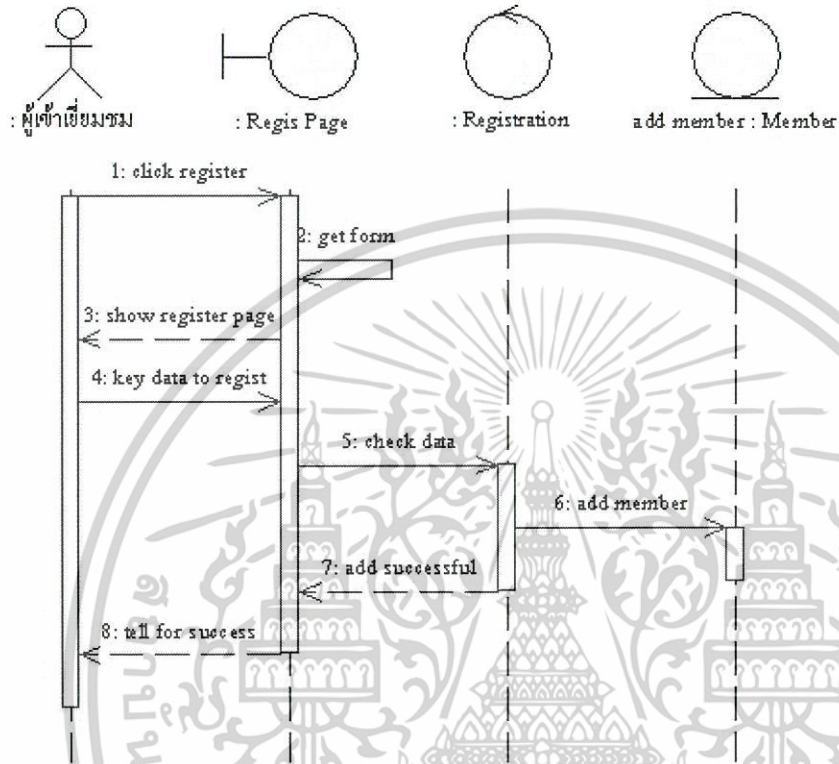 : ผู้เข้าเยี่ยมชม
: Regis Page
: Registration
add member : Member
1: click register
2: get form
3: show register page
4: key data to regist
5: check data
6: add member
7: add successful
8: tell for success